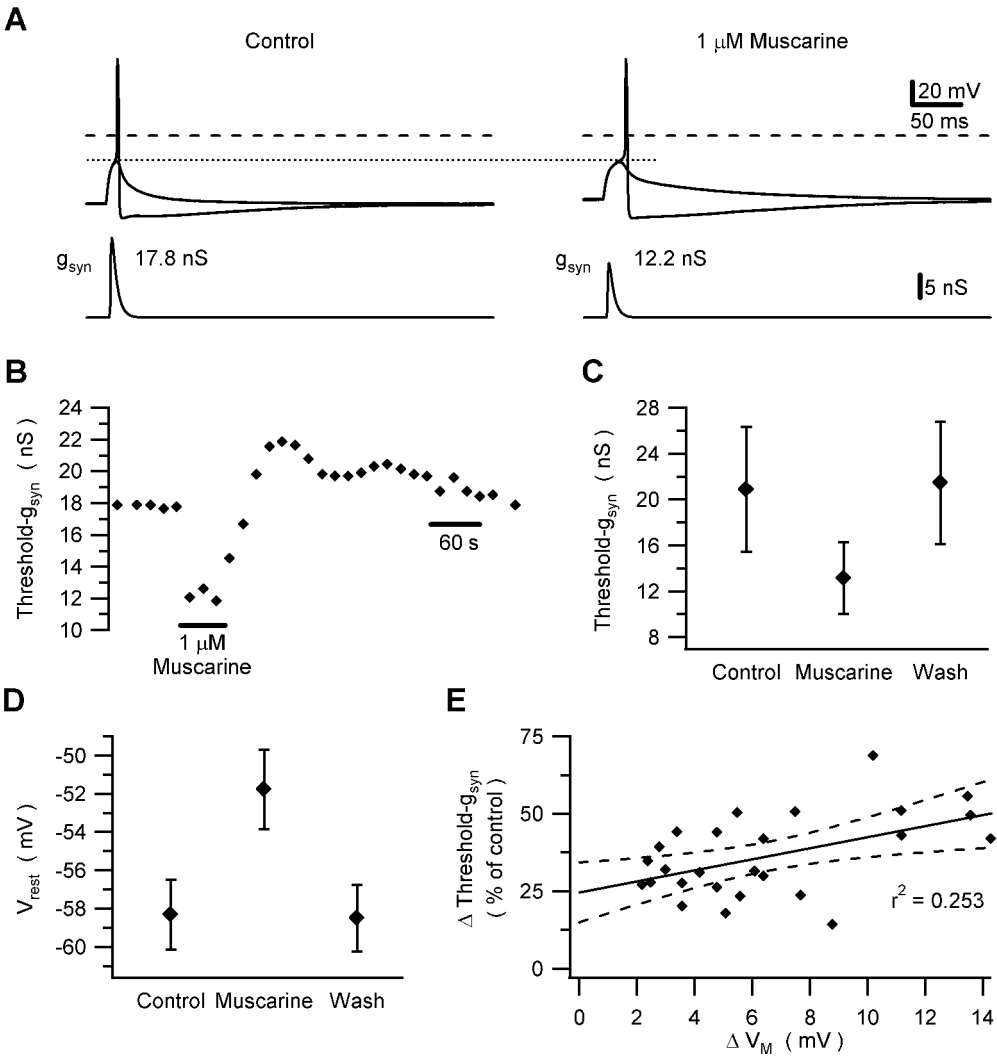 A
Control
1 μM Muscarine
20 mV
50 ms
gsyn
17.8 nS
gsyn
12.2 nS
5 nS
B
Threshold-gsyn ( nS )
24
22
20
18
16
14
12
10
1 μM
Muscarine
60 s
C
Threshold-gsyn ( nS )
28
24
20
16
12
8
Control Muscarine Wash
D
Vrest ( mV )
-50
-52
-54
-56
-58
-60
Control Muscarine Wash
E
Δ Threshold-gsyn
( % of control )
75
50
25
0
r2 = 0.253
0 2 4 6 8 10 12 14
Δ VM ( mV )